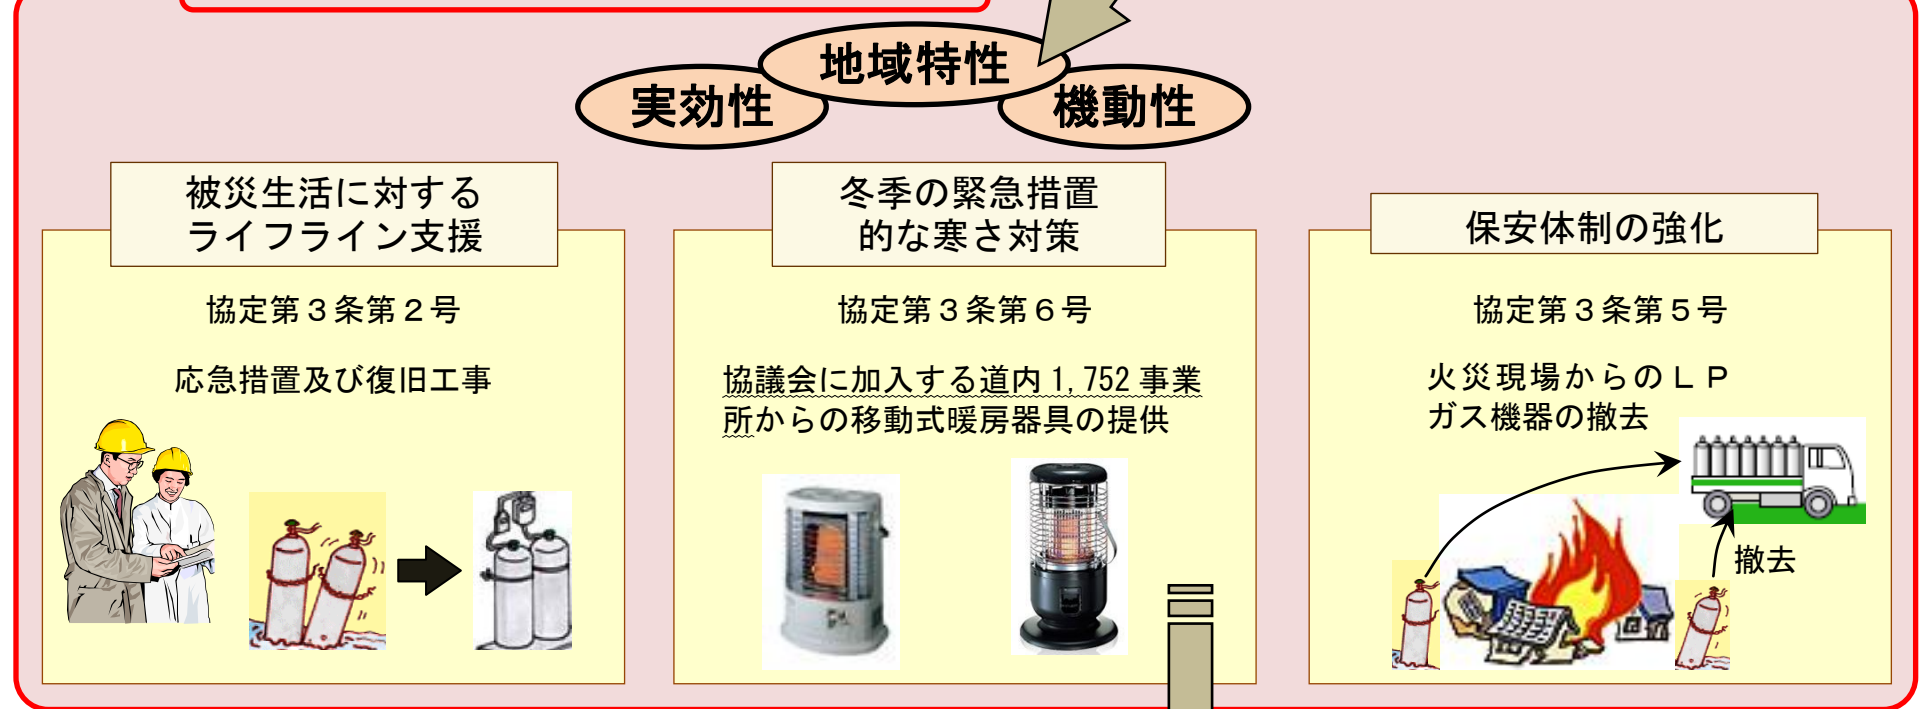 地域特性
実効性
機動性
被災生活に対する
ライフライン支援
協定第３条第２号
応急措置及び復旧工事
冬季の緊急措置
的な寒さ対策
協定第３条第６号
協議会に加入する道内 1,752 事業
所からの移動式暖房器具の提供
保安体制の強化
協定第３条第５号
火災現場からのＬＰ
ガス機器の撤去
撤去